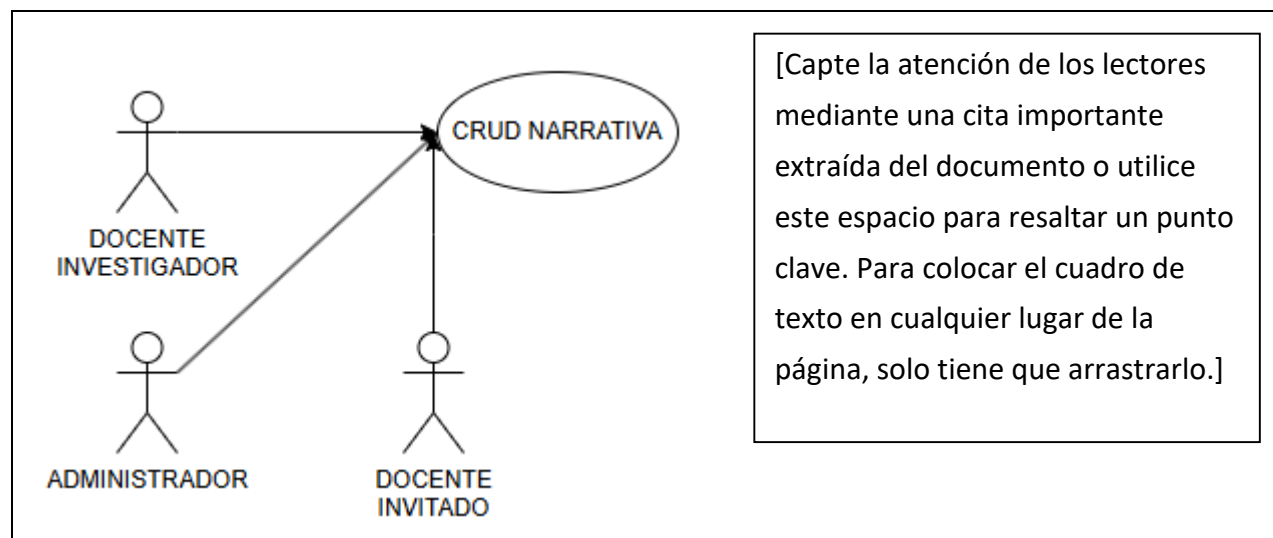 CRUD NARRATIVA
DOCENTE
INVESTIGADOR
ADMINISTRADOR
DOCENTE
INVITADO
[Capte la atención de los lectores
mediante una cita importante
extraída del documento o utilice
este espacio para resaltar un punto
clave. Para colocar el cuadro de
texto en cualquier lugar de la
página, solo tiene que arrastrarlo.]